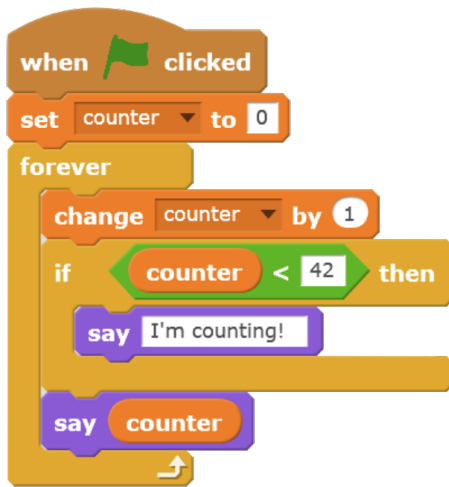 when clicked
set counter to 0
forever
change counter by 1
if counter < 42 then
say I'm counting!
say counter